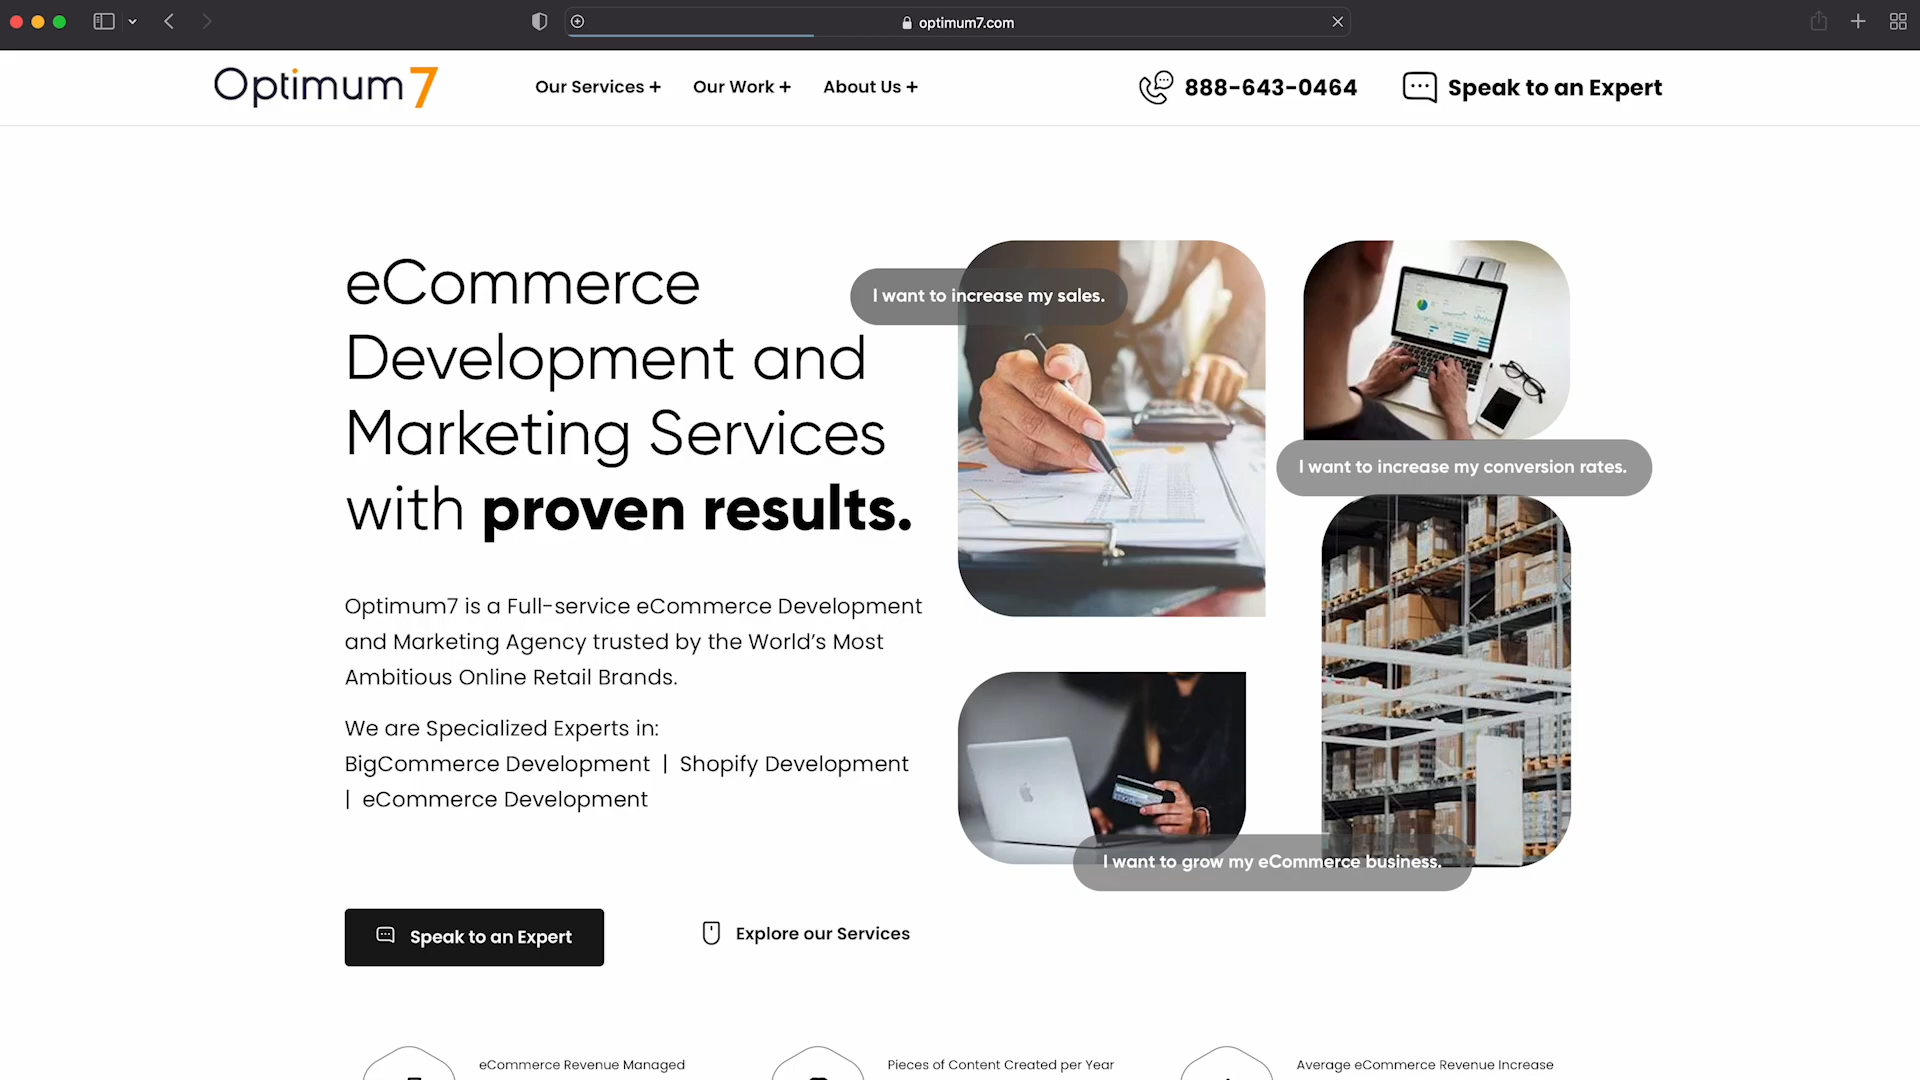 optimum7.com
Optimum7
Our Services +
Our Work +
About Us +
888-643-0464
Speak to an Expert
eCommerce
Development and
Marketing Services
with proven results.
I want to increase my sales.
I want to increase my conversion rates.
I want to grow my eCommerce business.
Optimum7 is a Full-service eCommerce Development
and Marketing Agency trusted by the World's Most
Ambitious Online Retail Brands.
We are Specialized Experts in:
BigCommerce Development | Shopify Development
| eCommerce Development
Speak to an Expert
Explore our Services
eCommerce Revenue Managed
Pieces of Content Created per Year
Average eCommerce Revenue Increase